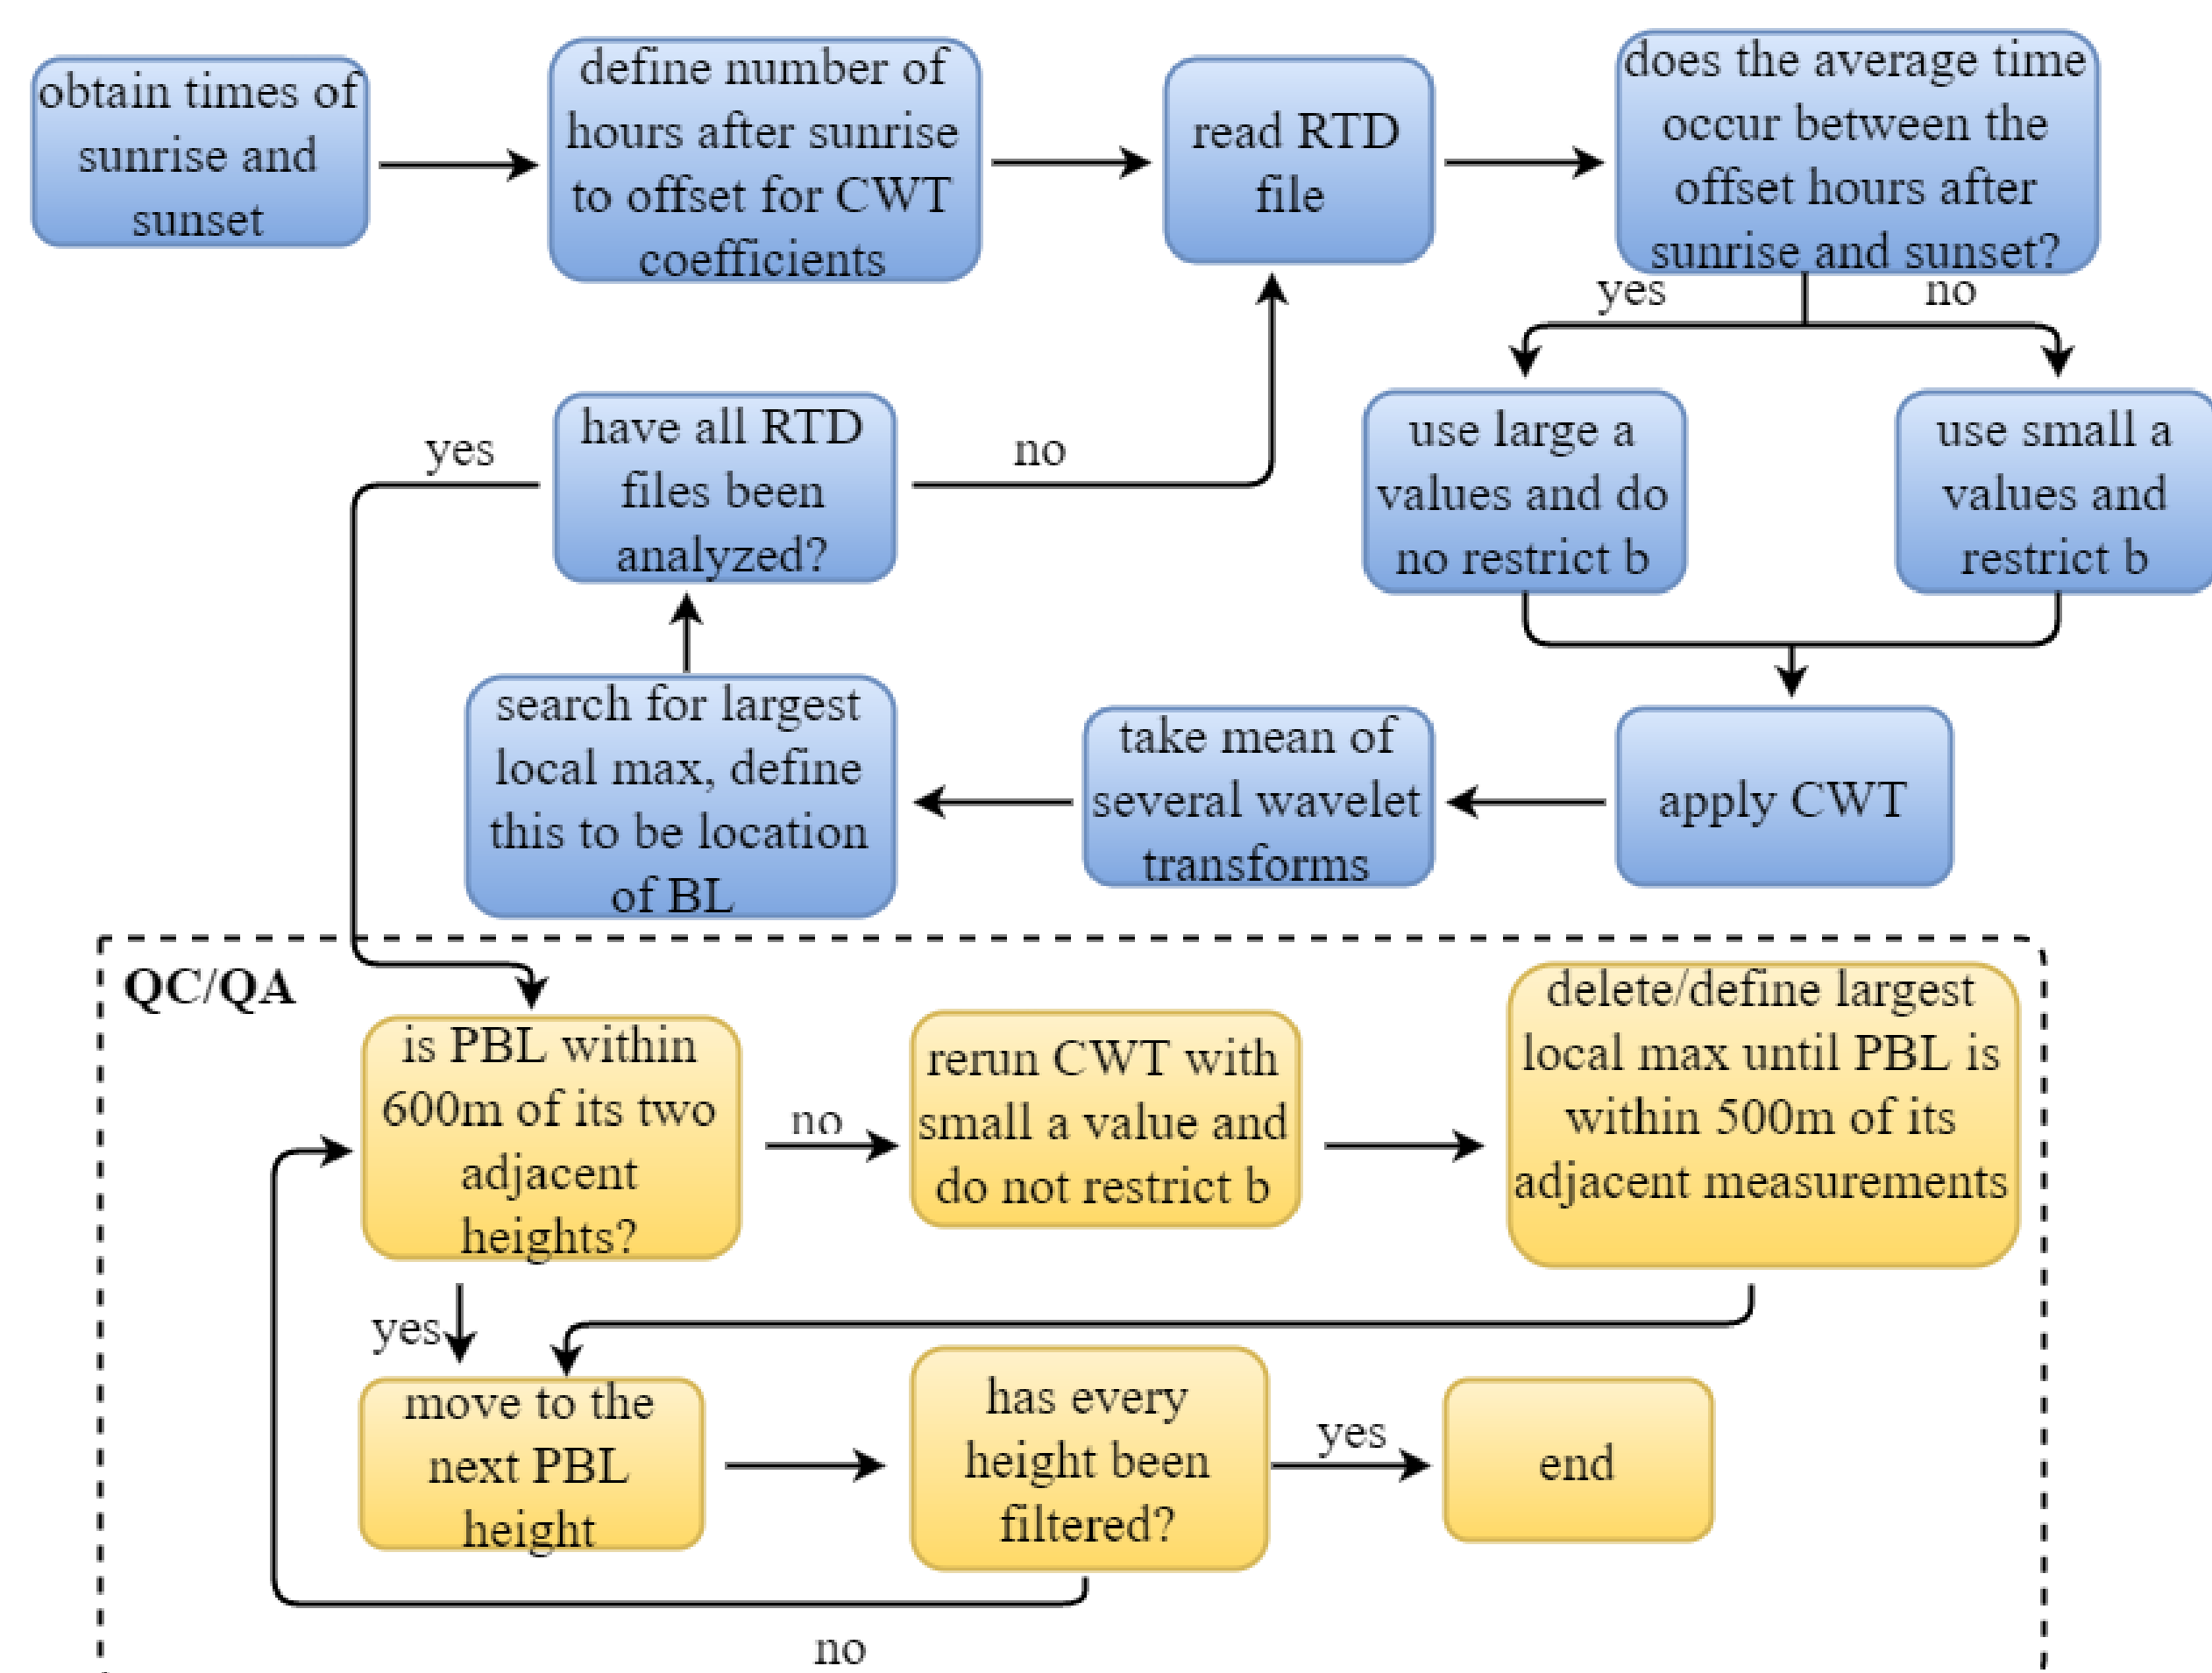 obtain times of
sunrise and
sunset
define number of
hours after sunrise
to offset for CWT
coefficients
read RTD
file
does the average time
occur between the
offset hours after
sunrise and sunset?
yes
no
use large a
values and do
no restrict b
use small a
values and
restrict b
apply CWT
take mean of
several wavelet
transforms
search for largest
local max, define
this to be location
of BL
have all RTD
files been
analyzed?
no
yes
QC/QA
is PBL within
600m of its two
adjacent
heights?
no
rerun CWT with
small a value and
do not restrict b
delete/define largest
local max until PBL is
within 500m of its
adjacent measurements
yes
move to the
next PBL
height
has every
height been
filtered?
yes
end
no